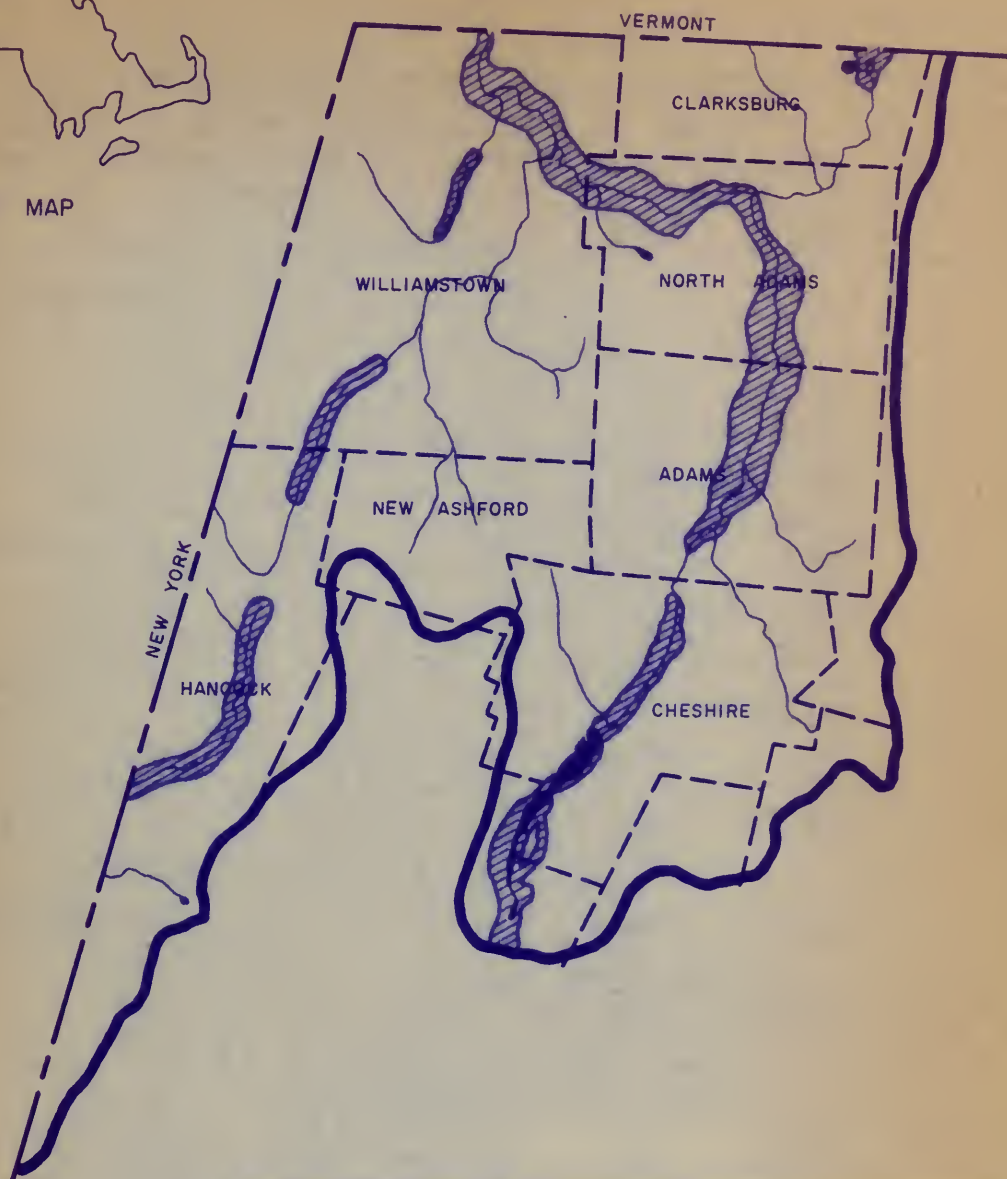 VERMONT
CLARKSBURG
MAP
WILLIAMSTOWN
NORTH ADAMS
ADAMS
NEW ASHFORD
NEW YORK
HANCOCK
CHESHIRE